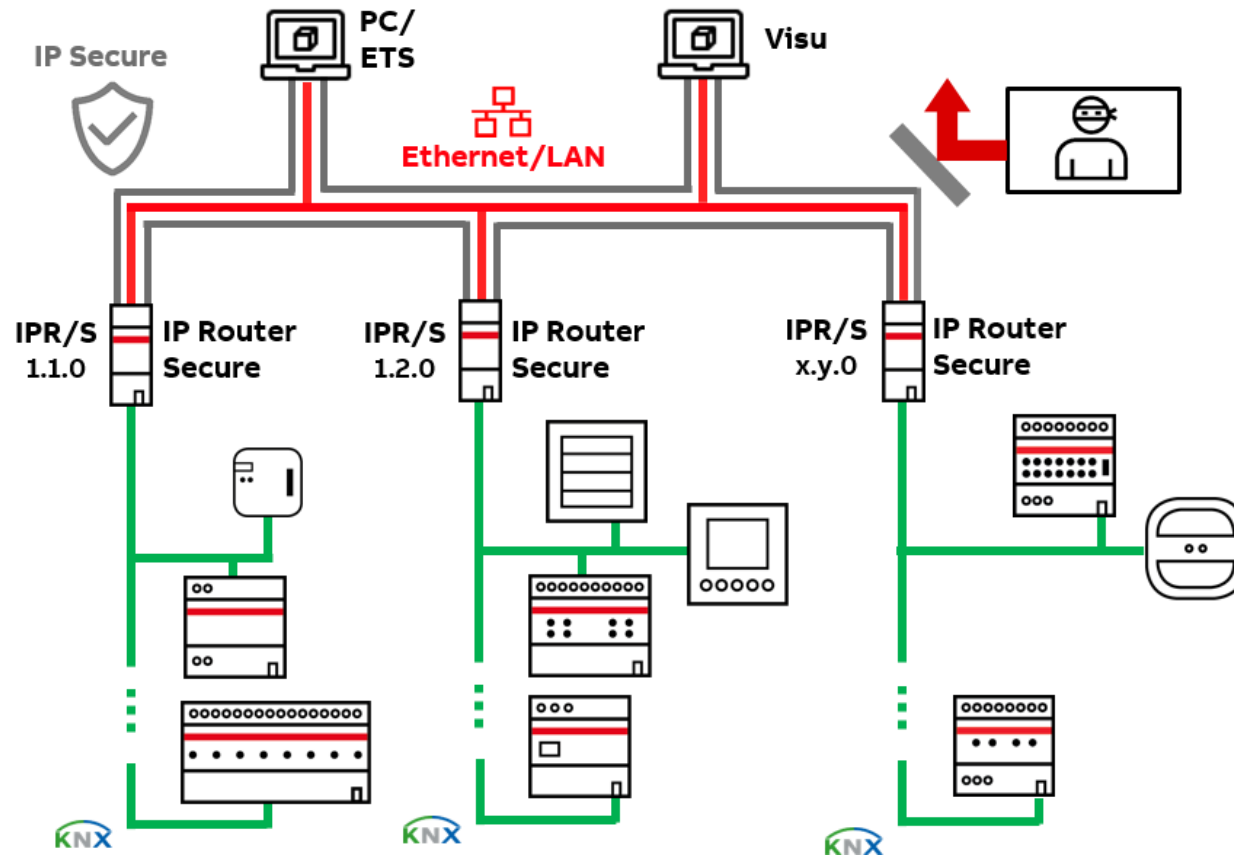 IP Secure
PC/
ETS
Visu
Ethernet/LAN
IPR/S
1.1.0
IP Router
Secure
IPR/S
1.2.0
IP Router
Secure
IPR/S
x.y.0
IP Router
Secure
KNX
KNX
KNX